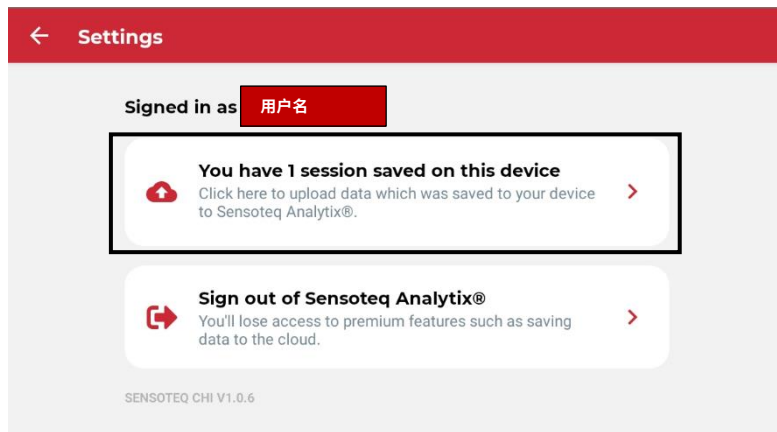 Settings
Signed in as 用户名
You have 1 session saved on this device
Click here to upload data which was saved to your device
to Sensoteq Analytix®.
Sign out of Sensoteq Analytix®
You'll lose access to premium features such as saving
data to the cloud.
SENSOTEQ CHI V1.0.6